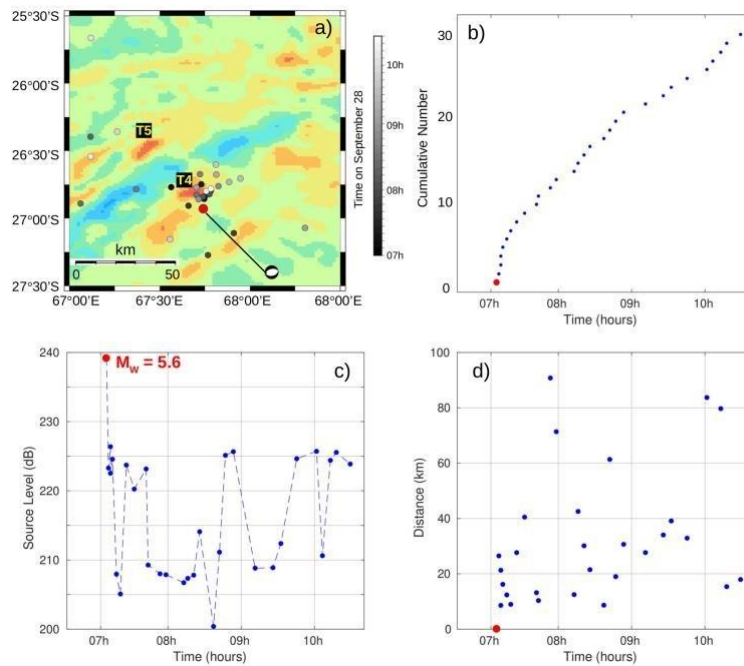 a)
25°30'S
26°00'S
26°30'S
27°00'S
27°30'S
T5
T4
km
0 50
67°00'E 67°30'E 68°00'E 68°00'E
Time on September 28
10h
09h
08h
07h
b)
Cumulative Number
30
20
10
0
07h 08h 09h 10h
Time (hours)
c)
M_W = 5.6
Source Level (dB)
240
230
220
210
200
07h 08h 09h 10h
Time (hours)
d)
Distance (km)
100
80
60
40
20
0
07h 08h 09h 10h
Time (hours)